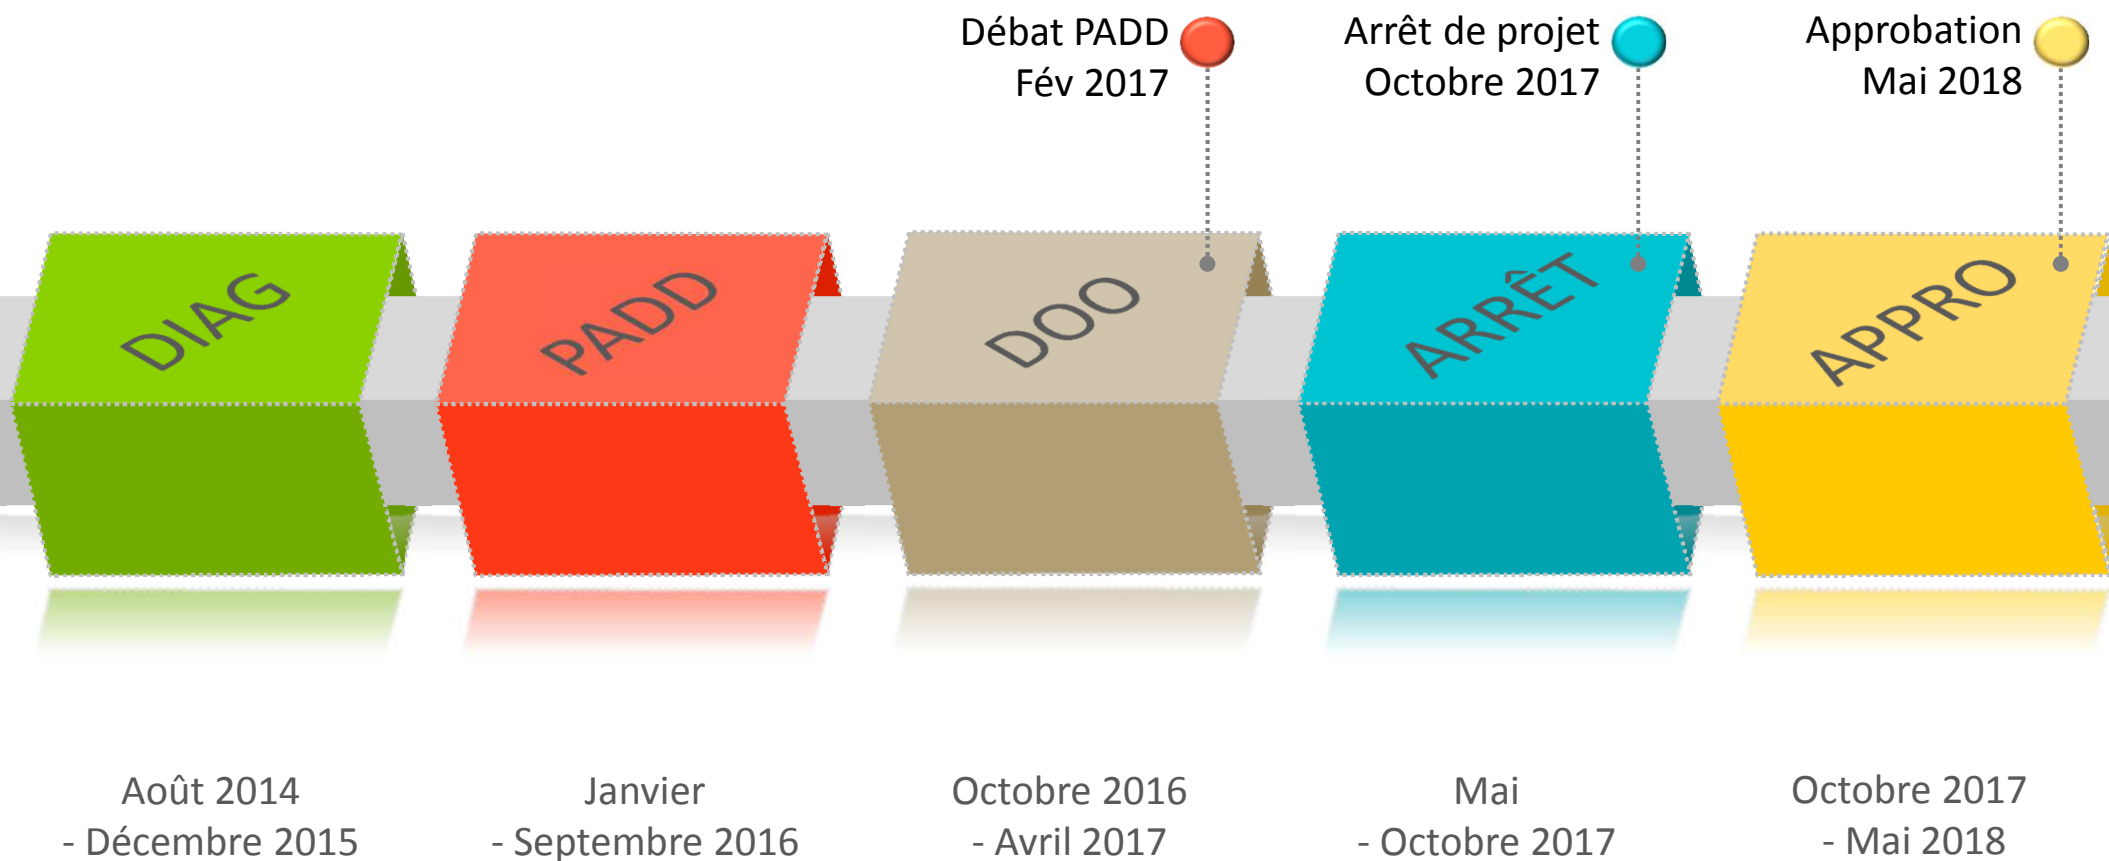 Débat PADD
Fév 2017
Arrêt de projet
Octobre 2017
Approbation
Mai 2018
DIAG
PADD
DOO
ARRÊT
APPRO
Août 2014
- Décembre 2015
Janvier
- Septembre 2016
Octobre 2016
- Avril 2017
Mai
- Octobre 2017
Octobre 2017
- Mai 2018